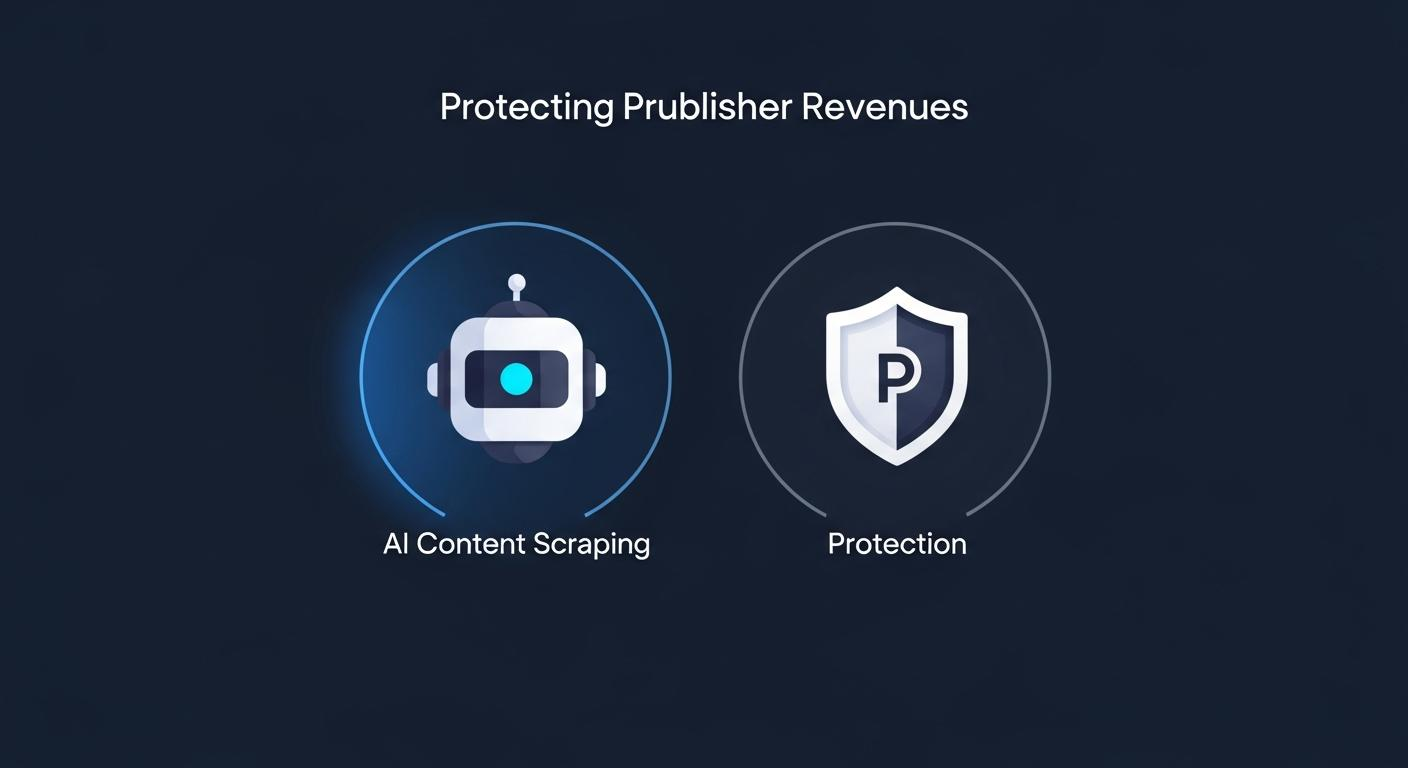 Protecting Prublisher Revenues
P
AI Content Scraping
Protection